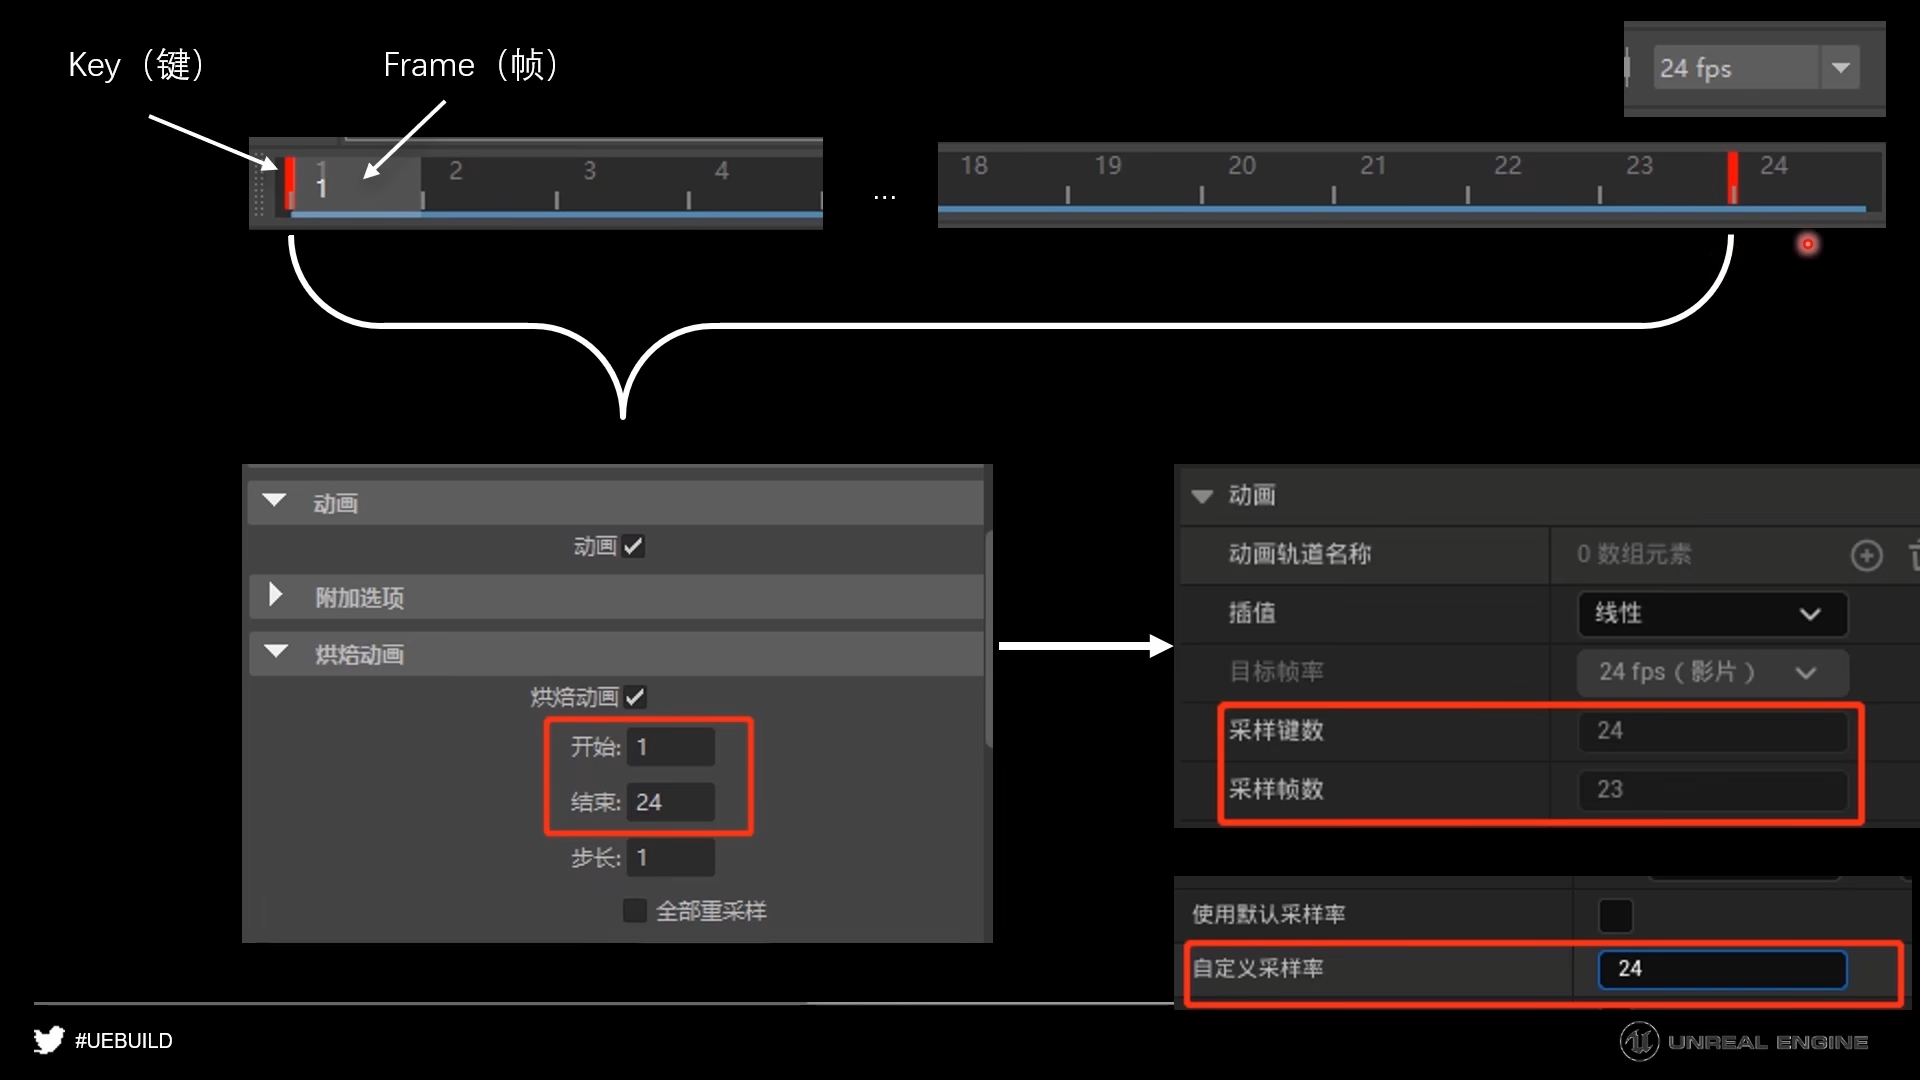 Key（键）
Frame（帧）
24 fps
1
1
2
3
4
...
18
19
20
21
22
23
24
动画
动画
附加选项
烘焙动画
烘焙动画
开始: 1
结束: 24
步长: 1
全部重采样
动画
动画轨道名称 0 数组元素
插值 线性
目标帧率 24 fps（影片）
采样键数 24
采样帧数 23
使用默认采样率
自定义采样率 24
#UEBUILD
UNREAL ENGINE